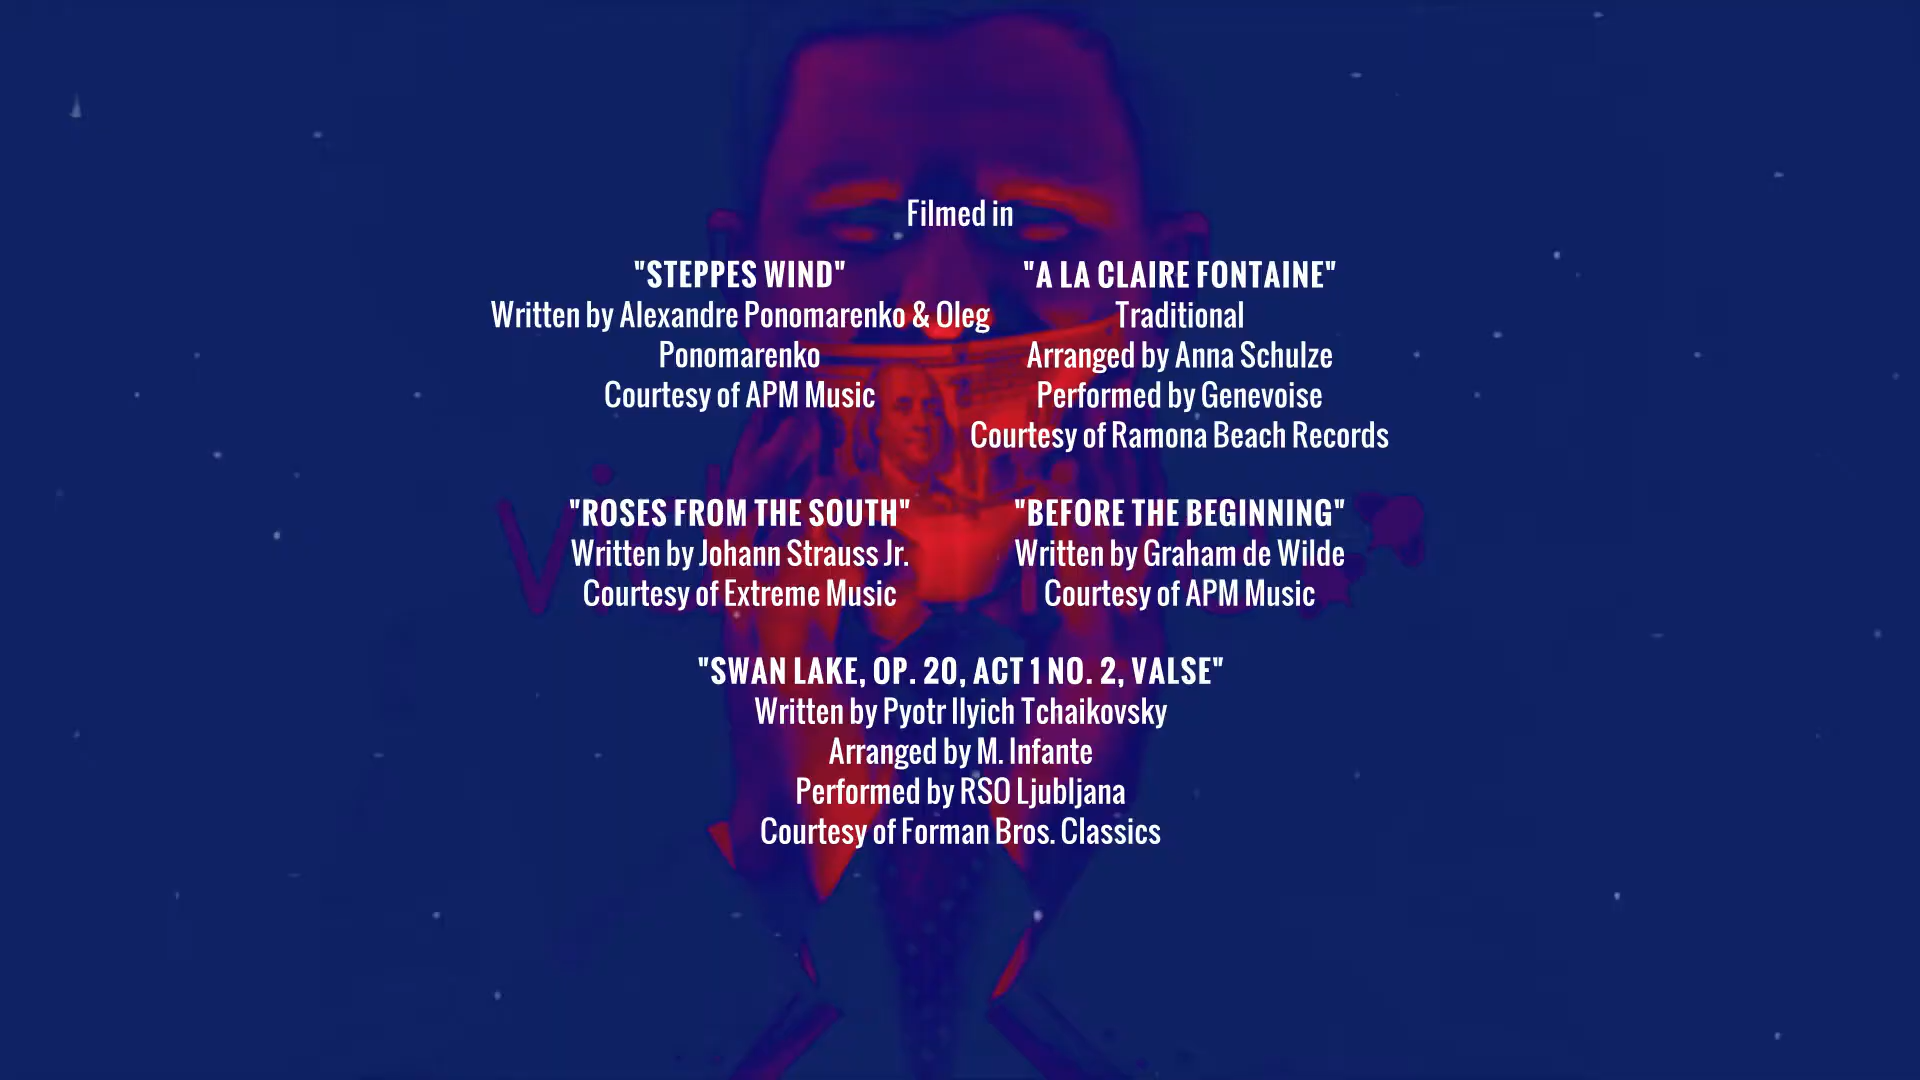 Filmed in
"STEPPES WIND"
Written by Alexandre Ponomarenko & Oleg
Ponomarenko
Courtesy of APM Music
"A LA CLAIRE FONTAINE"
Traditional
Arranged by Anna Schulze
Performed by Genevoise
Courtesy of Ramona Beach Records
"ROSES FROM THE SOUTH"
Written by Johann Strauss Jr.
Courtesy of Extreme Music
"BEFORE THE BEGINNING"
Written by Graham de Wilde
Courtesy of APM Music
"SWAN LAKE, OP. 20, ACT 1 NO. 2, VALSE"
Written by Pyotr Ilyich Tchaikovsky
Arranged by M. Infante
Performed by RSO Ljubljana
Courtesy of Forman Bros. Classics